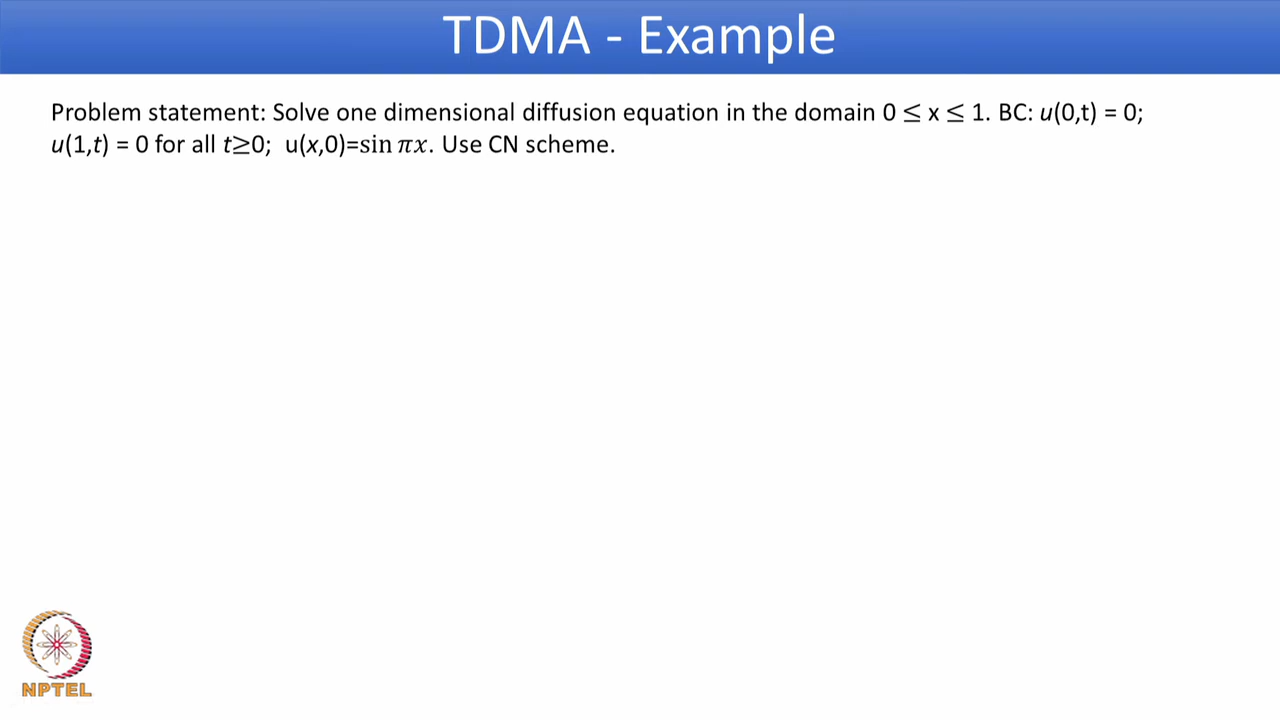 TDMA - Example
Problem statement: Solve one dimensional diffusion equation in the domain 0 ≤ x ≤ 1. BC: u(0,t) = 0;
u(1,t) = 0 for all t≥0; u(x,0)=sin πx. Use CN scheme.
NPTEL